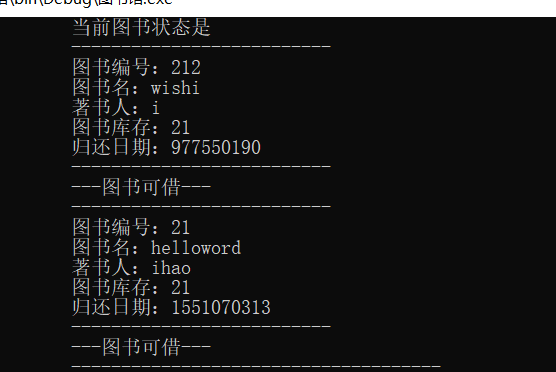 \bin\Debug\图书馆.exe
当前图书状态是
--------------------------
图书编号：212
图书名：wishi
著书人：i
图书库存：21
归还日期：977550190
--------------------------
---图书可借---
--------------------------
图书编号：21
图书名：helloword
著书人：ihao
图书库存：21
归还日期：1551070313
--------------------------
---图书可借---
-------------------------------------